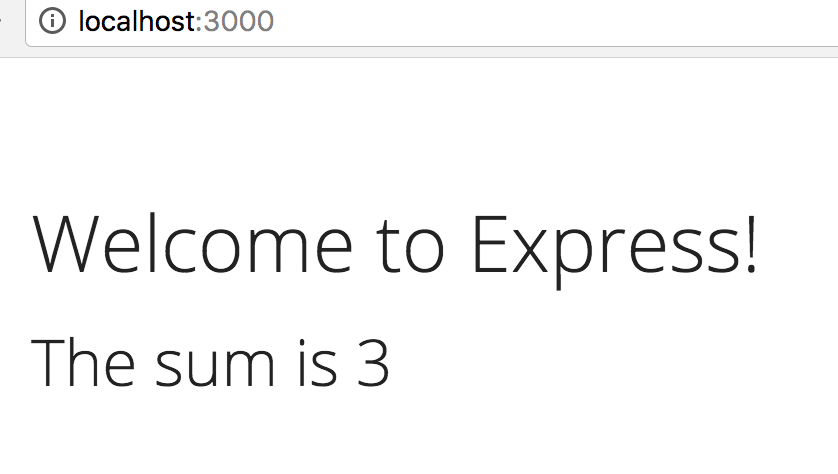 localhost:3000
Welcome to Express!
The sum is 3